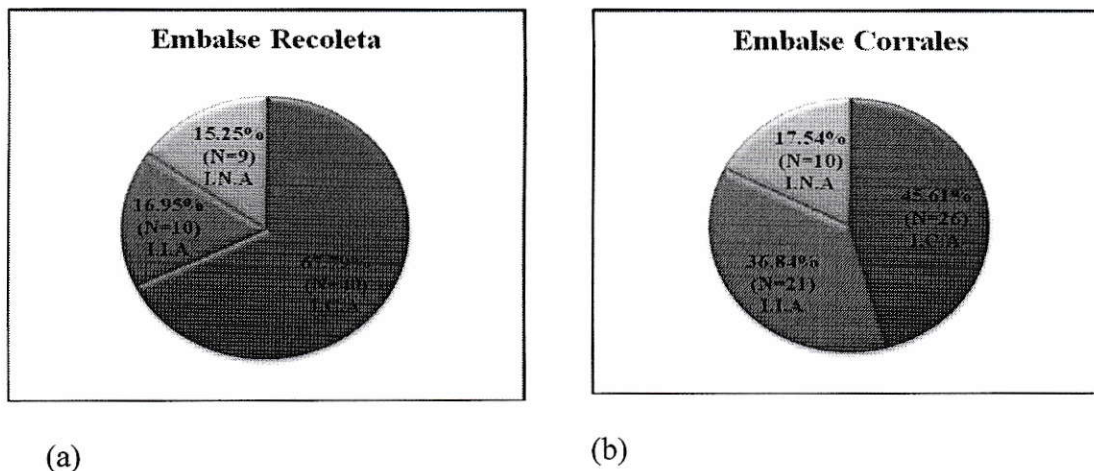 Embalse Recoleta
15.25%
(N=9)
I.N.A
16.95%
(N=10)
I.I.A
(N=40)
I.C.A
(a)
Embalse Corrales
17.54%
(N=10)
I.N.A
45.61%
(N=26)
I.C.A
36.84%
(N=21)
I.I.A
(b)